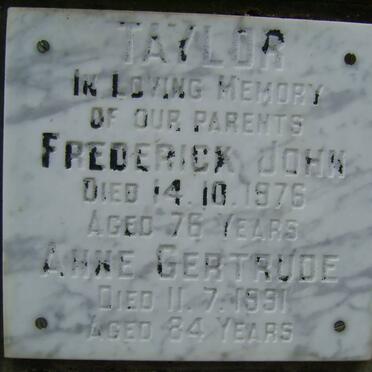 TAYLOR
IN LOVING MEMORY
OF OUR PARENTS
FREDERICK JOHN
DIED 14.10.1976
AGED 76 YEARS
ANNE GERTRUDE
DIED 11.7.1991
AGED 84 YEARS